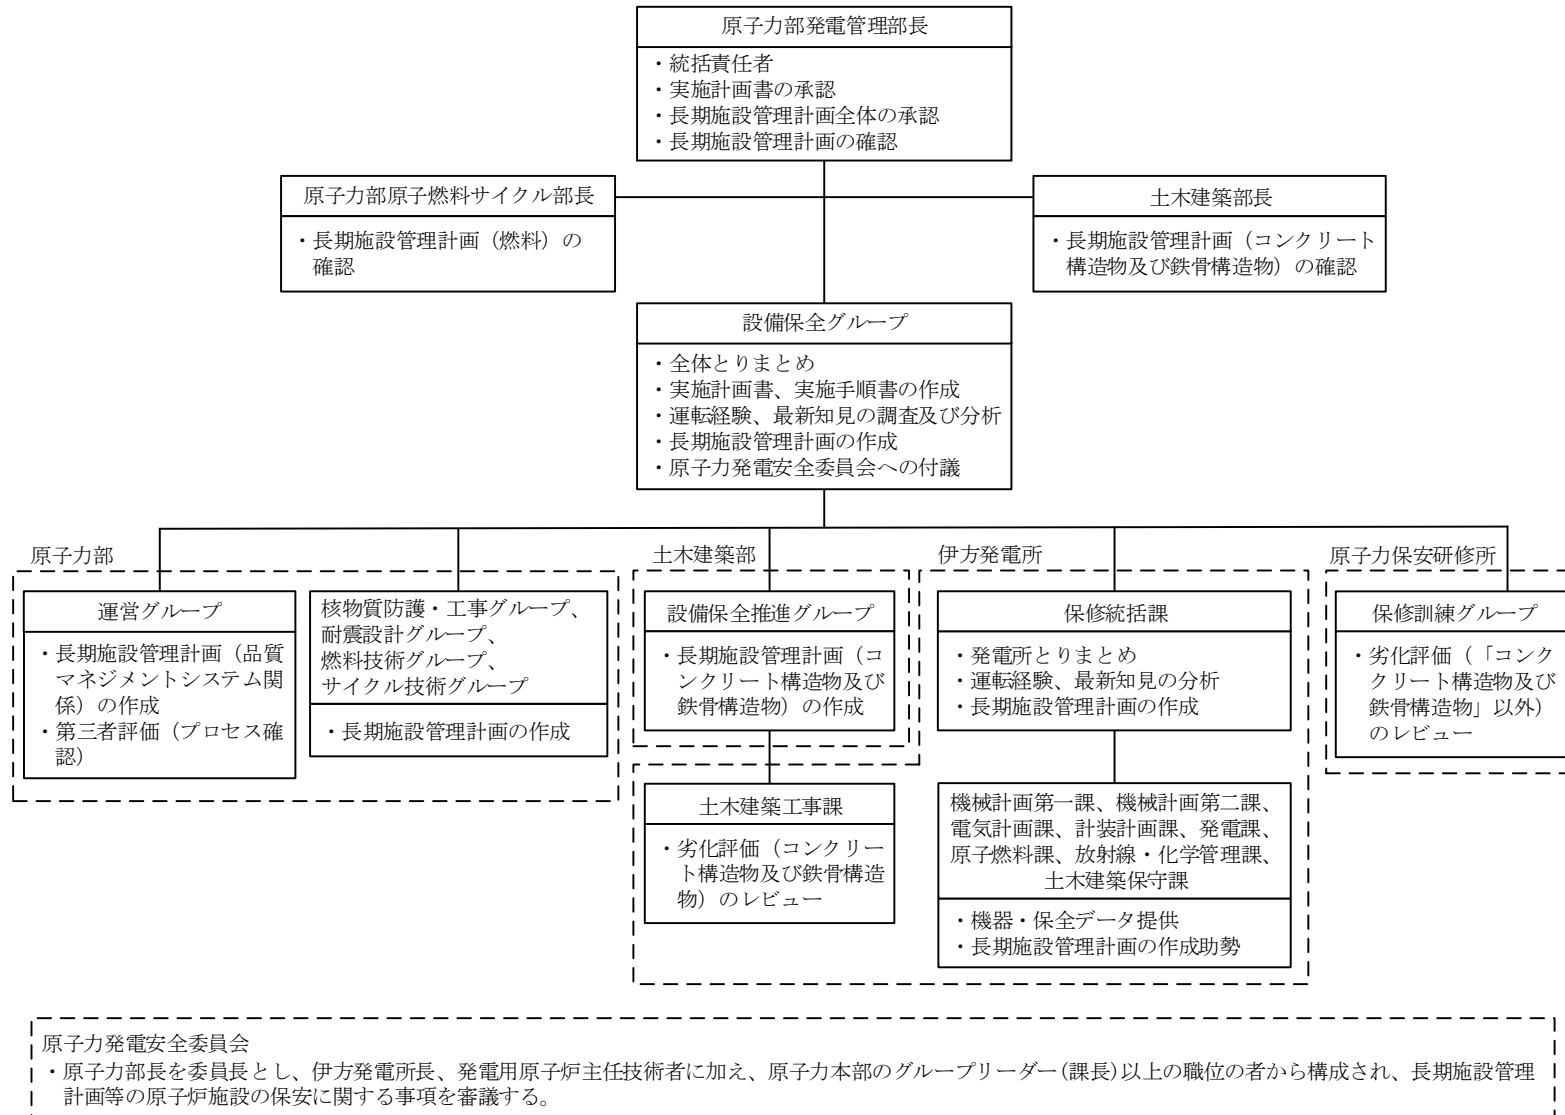 原子力部発電管理部長
・統括責任者
・実施計画書の承認
・長期施設管理計画全体の承認
・長期施設管理計画の確認
原子力部原子燃料サイクル部長
・長期施設管理計画（燃料）の
確認
土木建築部長
・長期施設管理計画（コンクリート
構造物及び鉄骨構造物）の確認
設備保全グループ
・全体とりまとめ
・実施計画書、実施手順書の作成
・運転経験、最新知見の調査及び分析
・長期施設管理計画の作成
・原子力発電安全委員会への付議
原子力部
運営グループ
・長期施設管理計画（品質
マネジメントシステム関
係）の作成
・第三者評価（プロセス確
認）
核物質防護・工事グループ、
耐震設計グループ、
燃料技術グループ、
サイクル技術グループ
・長期施設管理計画の作成
土木建築部
設備保全推進グループ
・長期施設管理計画（コ
ンクリート構造物及び
鉄骨構造物）の作成
伊方発電所
土木建築工事課
・劣化評価（コンクリー
ト構造物及び鉄骨構造
物）のレビュー
保修統括課
・発電所とりまとめ
・運転経験、最新知見の分析
・長期施設管理計画の作成
機械計画第一課、機械計画第二課、
電気計画課、計装計画課、発電課、
原子燃料課、放射線・化学管理課、
土木建築保守課
・機器・保全データ提供
・長期施設管理計画の作成助勢
原子力保安研修所
保修訓練グループ
・劣化評価（「コンク
クリート構造物及び
鉄骨構造物」以外）
のレビュー
原子力発電安全委員会
・原子力部長を委員長とし、伊方発電所長、発電用原子炉主任技術者に加え、原子力本部のグループリーダー(課長)以上の職位の者から構成され、長期施設管理
計画等の原子炉施設の保安に関する事項を審議する。